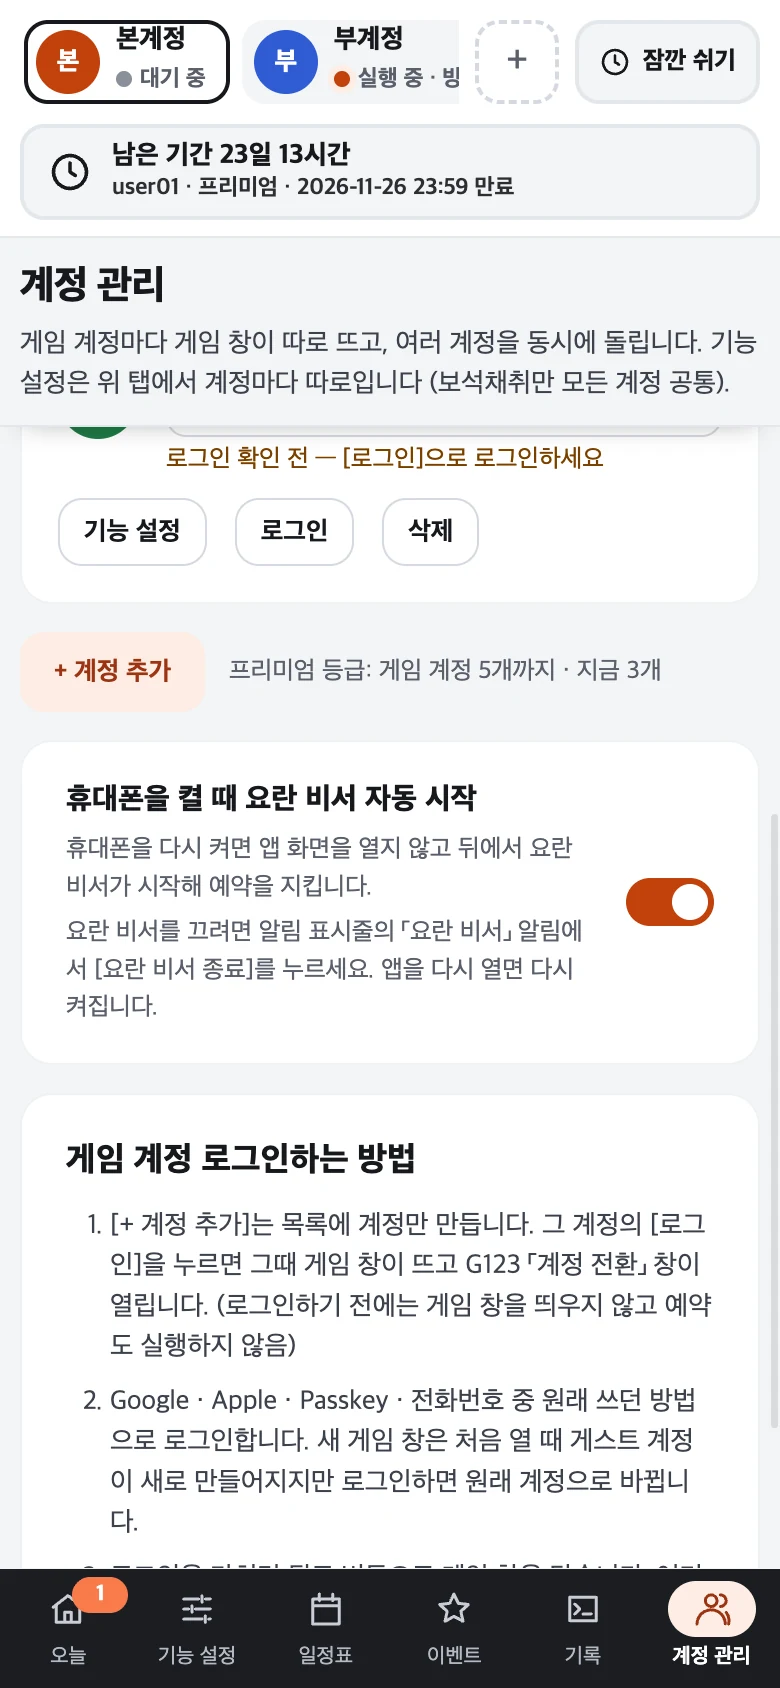 본
본계정
대기 중
부
부계정
실행 중 · 방
+
잠깐 쉬기
남은 기간 23일 13시간
user01 · 프리미엄 · 2026-11-26 23:59 만료
계정 관리
게임 계정마다 게임 창이 따로 뜨고, 여러 계정을 동시에 돌립니다. 기능
설정은 위 탭에서 계정마다 따로입니다 (보석채취만 모든 계정 공통).
로그인 확인 전 — [로그인]으로 로그인하세요
기능 설정
로그인
삭제
+ 계정 추가
프리미엄 등급: 게임 계정 5개까지 · 지금 3개
휴대폰을 켤 때 요란 비서 자동 시작
휴대폰을 다시 켜면 앱 화면을 열지 않고 뒤에서 요란
비서가 시작해 예약을 지킵니다.
요란 비서를 끄려면 알림 표시줄의 「요란 비서」 알림에
서 [요란 비서 종료]를 누르세요. 앱을 다시 열면 다시
켜집니다.
게임 계정 로그인하는 방법
1. [+ 계정 추가]는 목록에 계정만 만듭니다. 그 계정의 [로그
인]을 누르면 그때 게임 창이 뜨고 G123 「계정 전환」 창이
열립니다. (로그인하기 전에는 게임 창을 띄우지 않고 예약
도 실행하지 않음)
2. Google · Apple · Passkey · 전화번호 중 원래 쓰던 방법
으로 로그인합니다. 새 게임 창은 처음 열 때 게스트 계정
이 새로 만들어지지만 로그인하면 원래 계정으로 바뀝니
다.
1
오늘
기능 설정
일정표
이벤트
기록
계정 관리